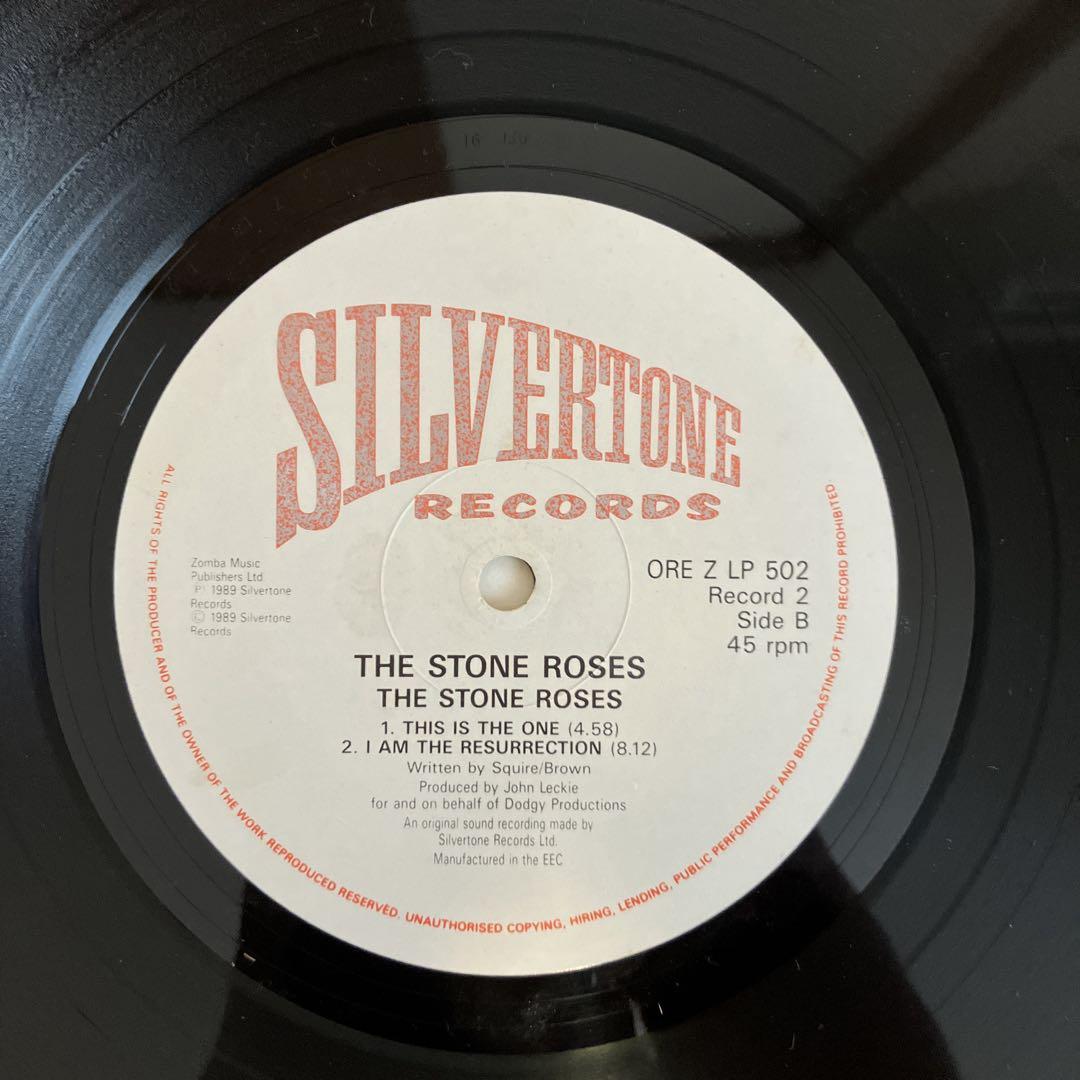 SILVERTONE
RECORDS
Zomba Music
Publishers Ltd
Ⓟ 1989 Silvertone
Records
© 1989 Silvertone
Records
ORE Z LP 502
Record 2
Side B
45 rpm
THE STONE ROSES
THE STONE ROSES
1. THIS IS THE ONE (4.58)
2. I AM THE RESURRECTION (8.12)
Written by Squire/Brown
Produced by John Leckie
for and on behalf of Dodgy Productions
An original sound recording made by
Silvertone Records Ltd.
Manufactured in the EEC
ALL RIGHTS OF THE PRODUCER AND OF THE OWNER OF THE WORK REPRODUCED RESERVED. UNAUTHORISED COPYING, HIRING, LENDING, PUBLIC PERFORMANCE AND BROADCASTING OF THIS RECORD PROHIBITED